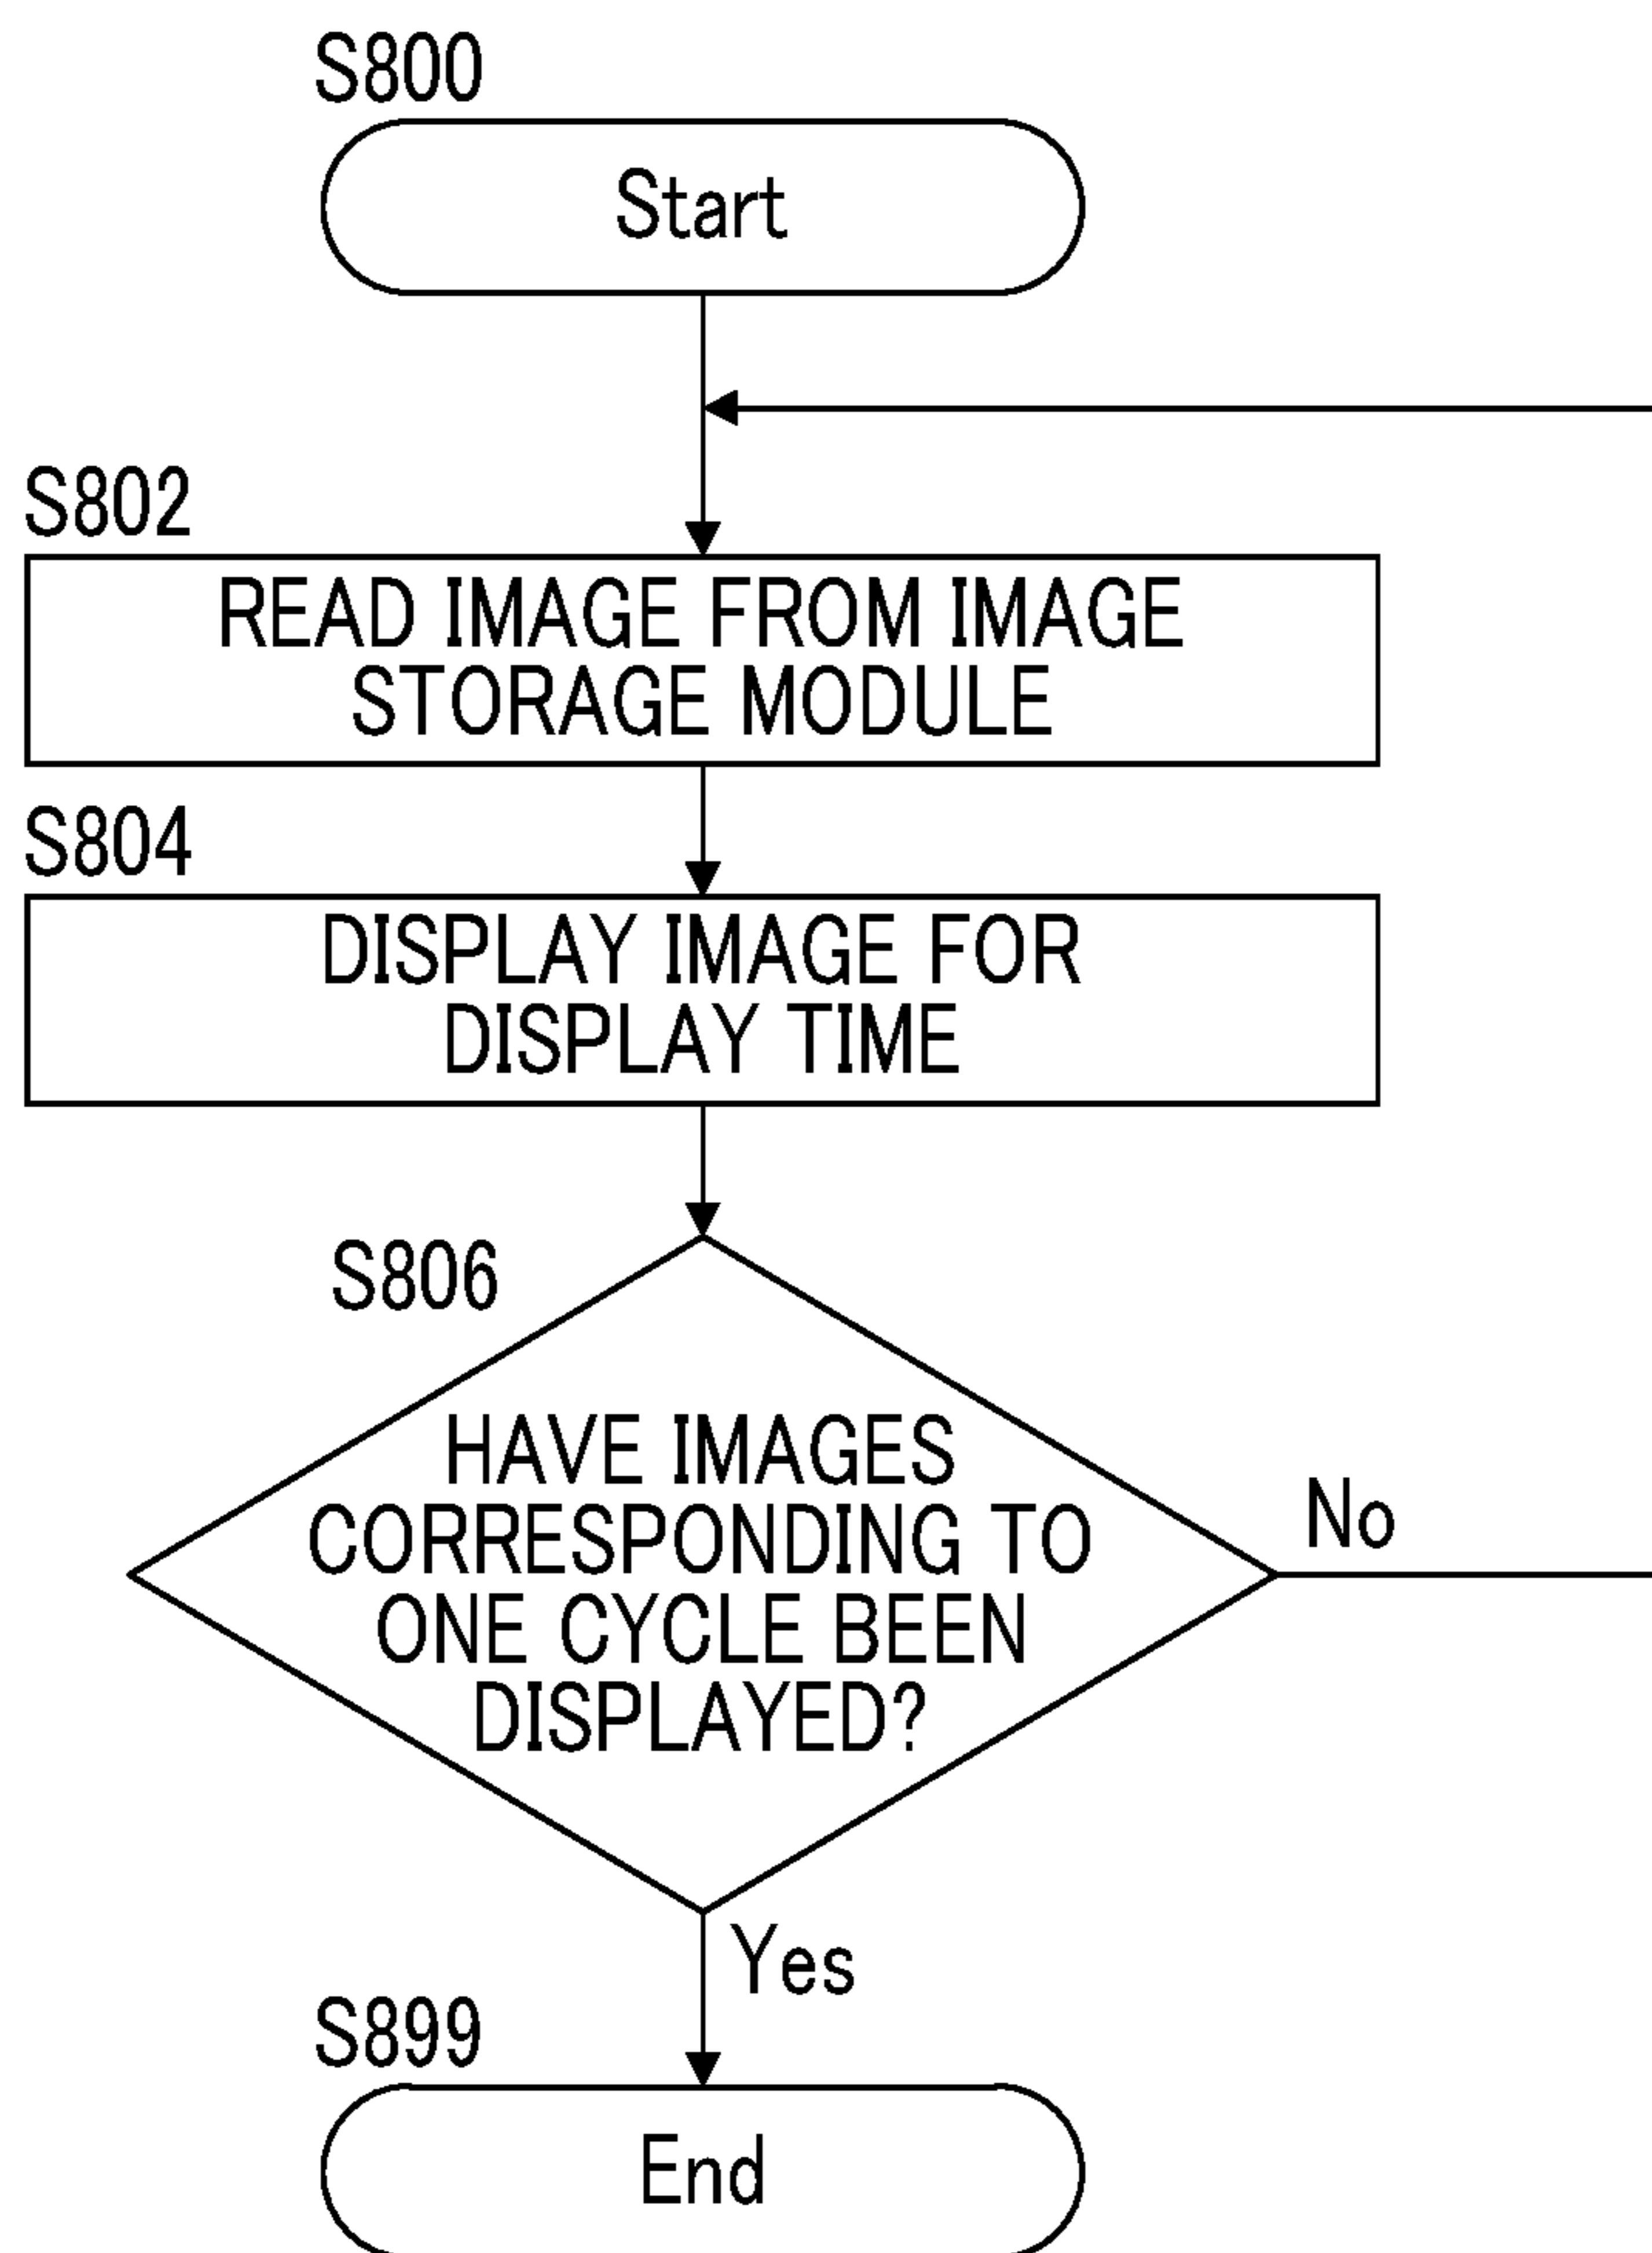 S800
Start
S802
READ IMAGE FROM IMAGE
STORAGE MODULE
S804
DISPLAY IMAGE FOR
DISPLAY TIME
S806
HAVE IMAGES
CORRESPONDING TO
ONE CYCLE BEEN
DISPLAYED?
No
Yes
S899
End